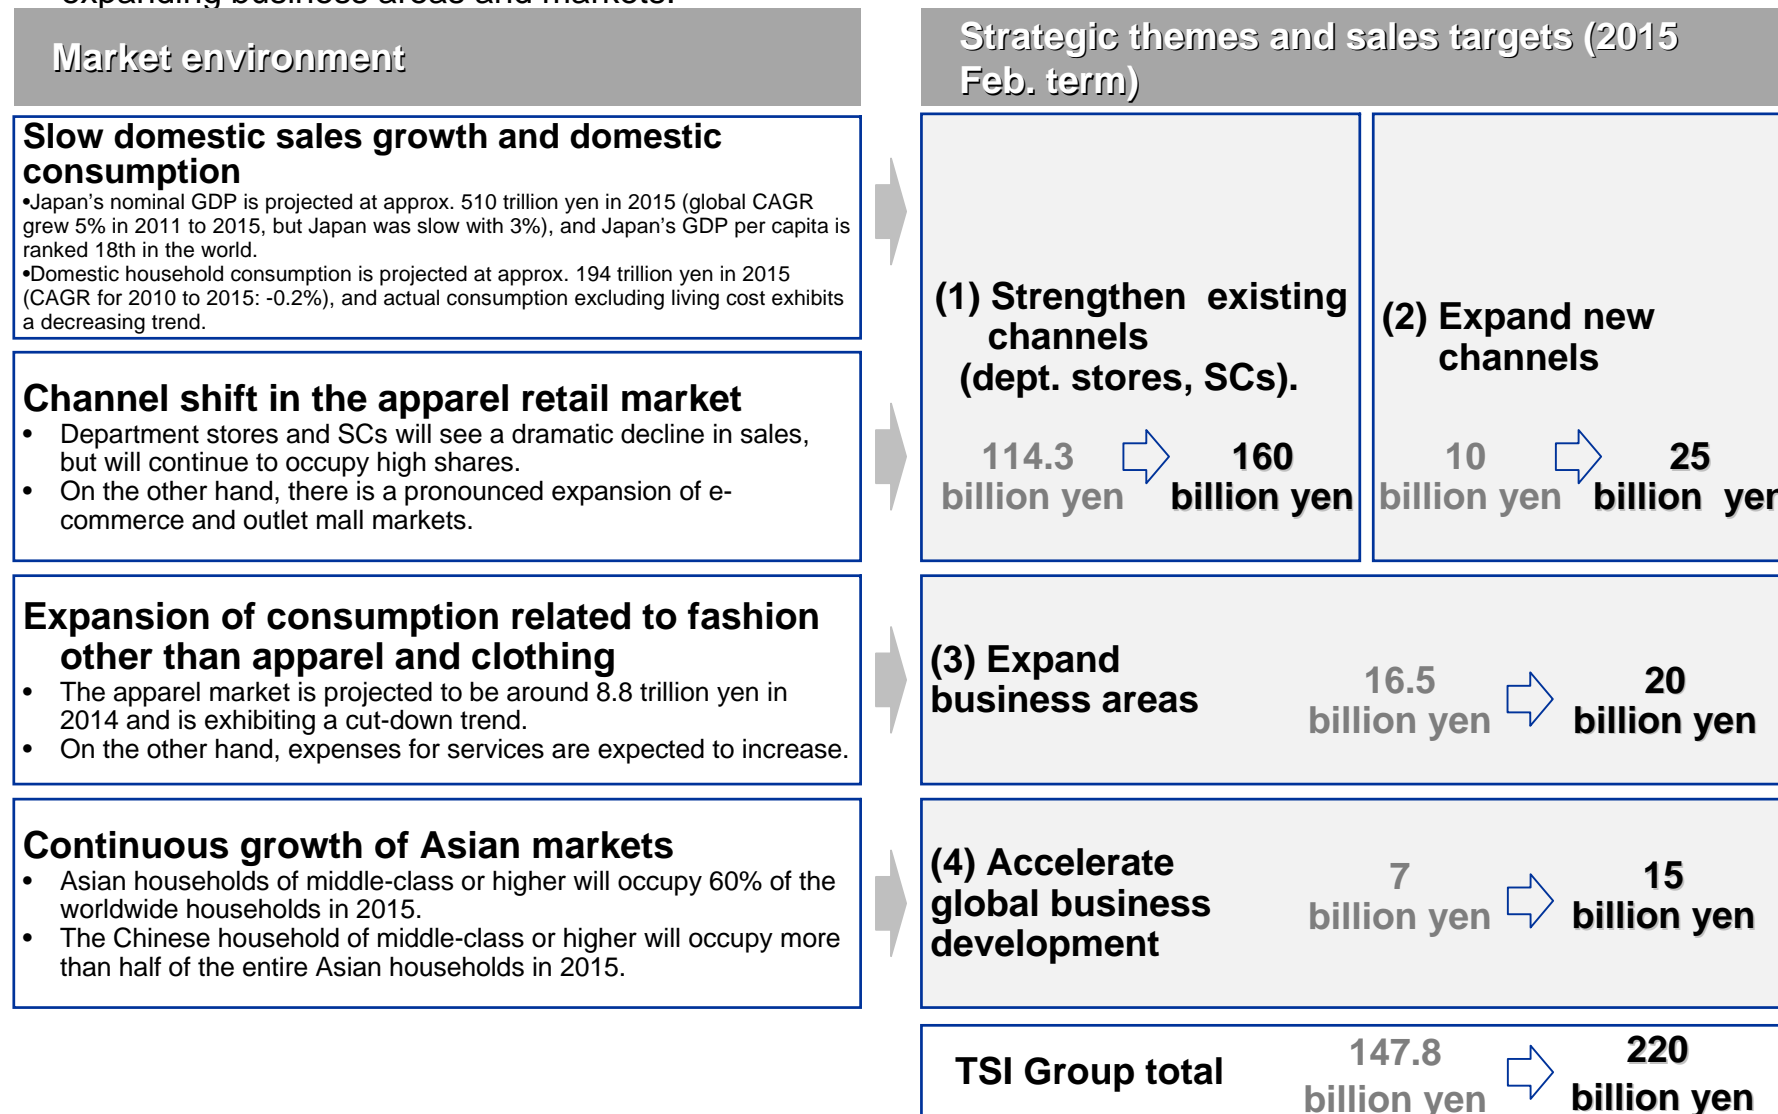 expanding business areas and markets.
Market environment
Strategic themes and sales targets (2015
Feb. term)
Slow domestic sales growth and domestic
consumption
•Japan’s nominal GDP is projected at approx. 510 trillion yen in 2015 (global CAGR
grew 5% in 2011 to 2015, but Japan was slow with 3%), and Japan’s GDP per capita is
ranked 18th in the world.
•Domestic household consumption is projected at approx. 194 trillion yen in 2015
(CAGR for 2010 to 2015: -0.2%), and actual consumption excluding living cost exhibits
a decreasing trend.
Channel shift in the apparel retail market
• Department stores and SCs will see a dramatic decline in sales,
but will continue to occupy high shares.
• On the other hand, there is a pronounced expansion of e-
commerce and outlet mall markets.
(1) Strengthen existing
channels
(dept. stores, SCs).
114.3
billion yen
160
billion yen
(2) Expand new
channels
10
billion yen
25
billion yen
Expansion of consumption related to fashion
other than apparel and clothing
• The apparel market is projected to be around 8.8 trillion yen in
2014 and is exhibiting a cut-down trend.
• On the other hand, expenses for services are expected to increase.
(3) Expand
business areas
16.5
billion yen
20
billion yen
Continuous growth of Asian markets
• Asian households of middle-class or higher will occupy 60% of the
worldwide households in 2015.
• The Chinese household of middle-class or higher will occupy more
than half of the entire Asian households in 2015.
(4) Accelerate
global business
development
7
billion yen
15
billion yen
TSI Group total
147.8
billion yen
220
billion yen